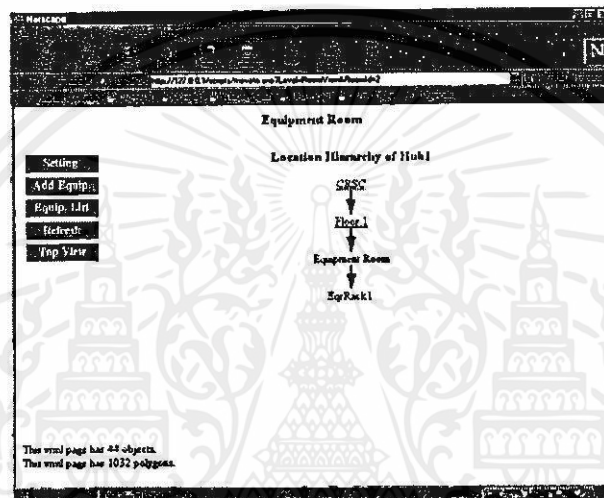 Netscape
N
Equipment Room
Setting
Location Hierarchy of Hub1
Add Equip.
Equip. List
Floor 1
Refresh
Top View
Equipment Room
EqrRack1
This vrml page has 44 objects.
This vrml page has 1032 polygons.